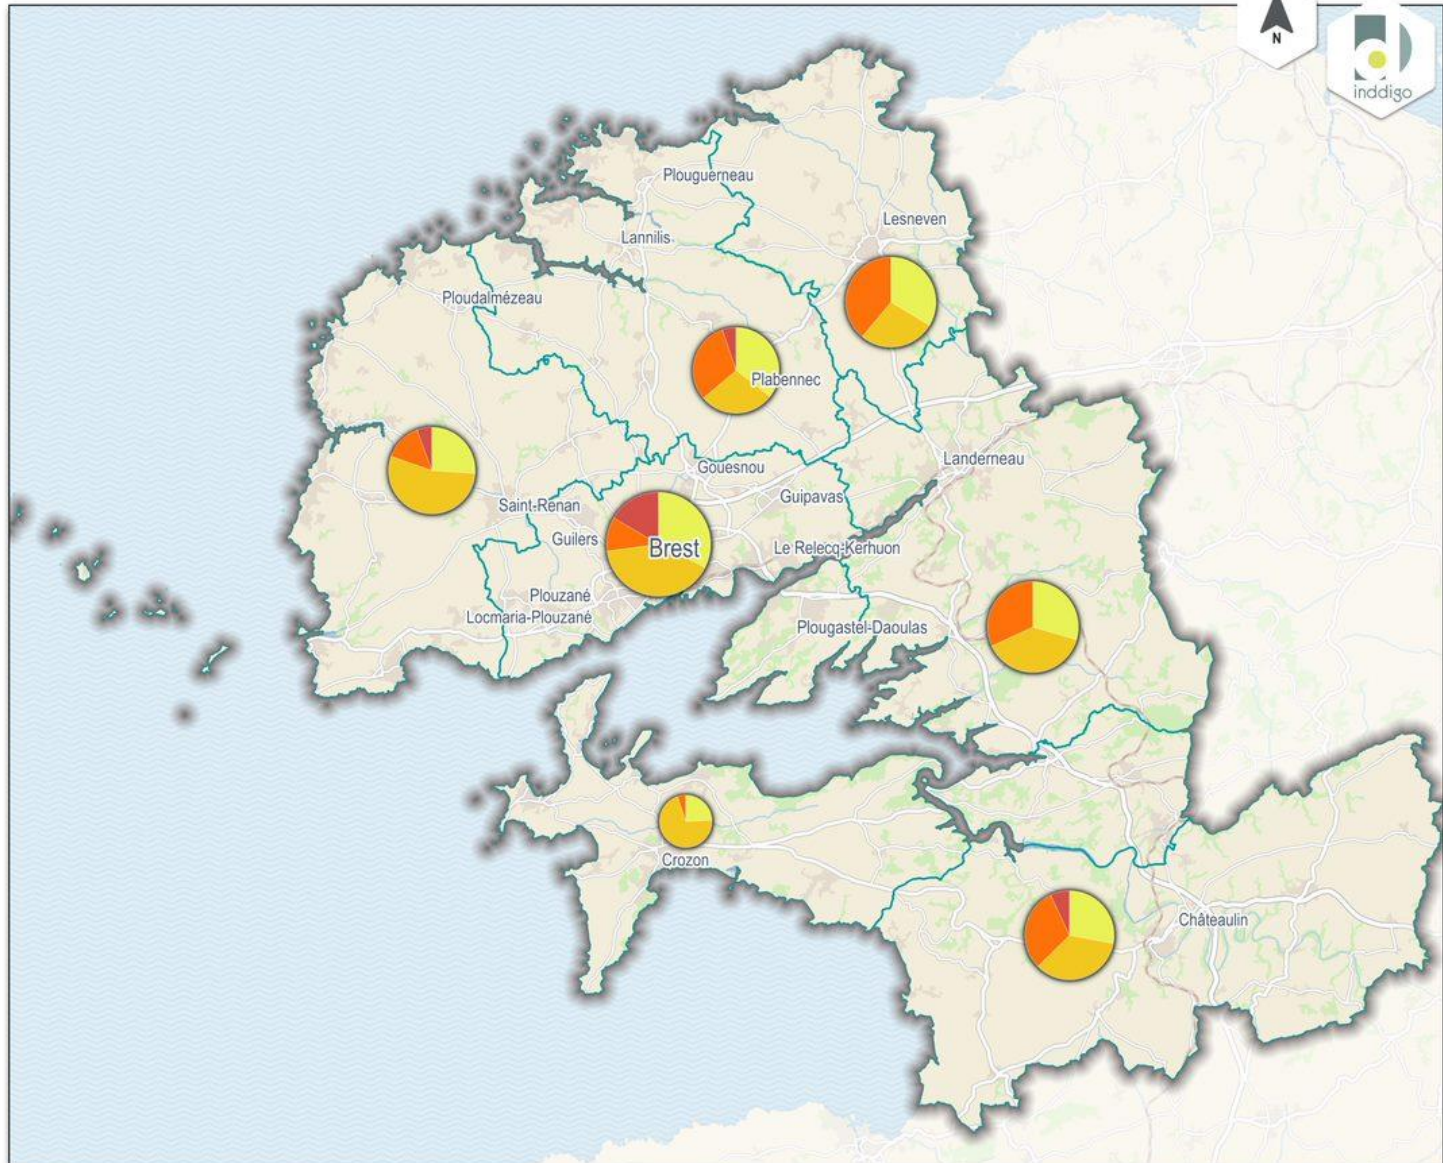 N
inddigo
Plouguerneau
Lesneven
Lannilis
Ploudalmézeau
Plabennec
Gouesnou
Landerneau
Saint-Renan
Guipavas
Guilers
Brest
Le Relecq-Kerhuon
Plouzané
Locmaria-Plouzané
Plougastel-Daoulas
Crozon
Châteaulin